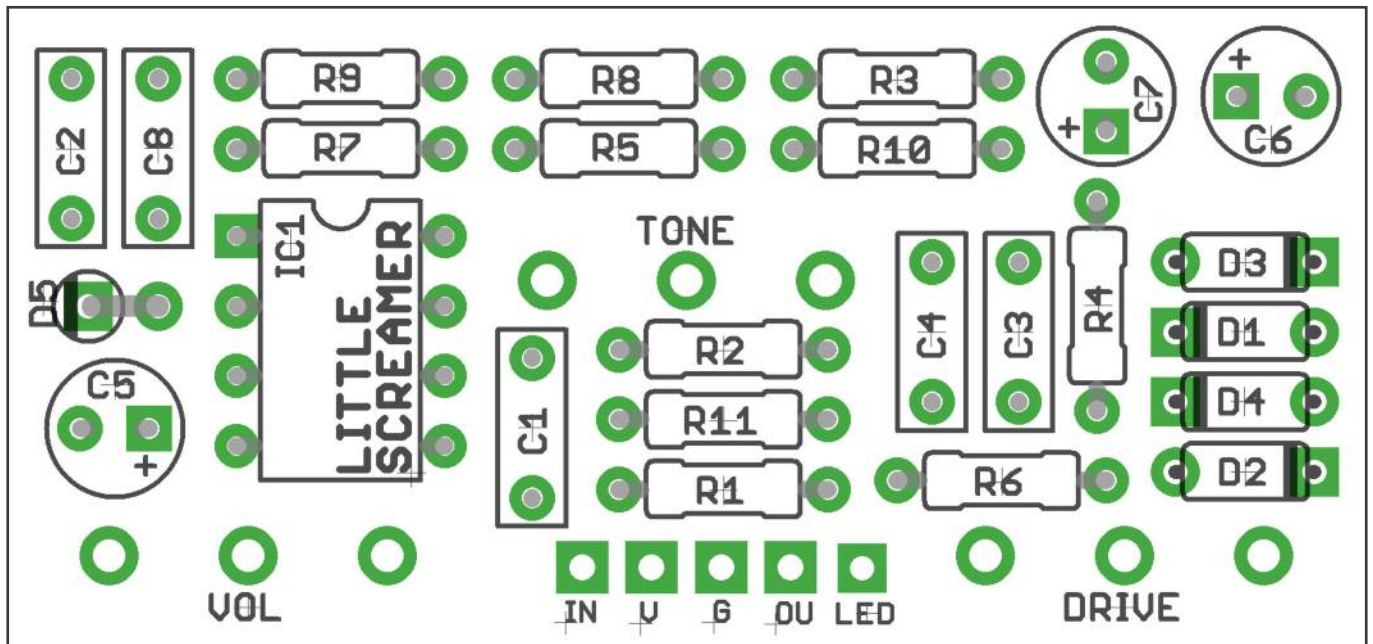 C2
C8
R9
R8
R3
C7
+
+
C6
R7
R5
R10
IC1
LITTLE
SCREAMER
TONE
D5
C5
+
C1
R2
R11
R1
C4
C3
R4
R6
D3
D1
D4
D2
VOL
IN V G OU LED
DRIVE